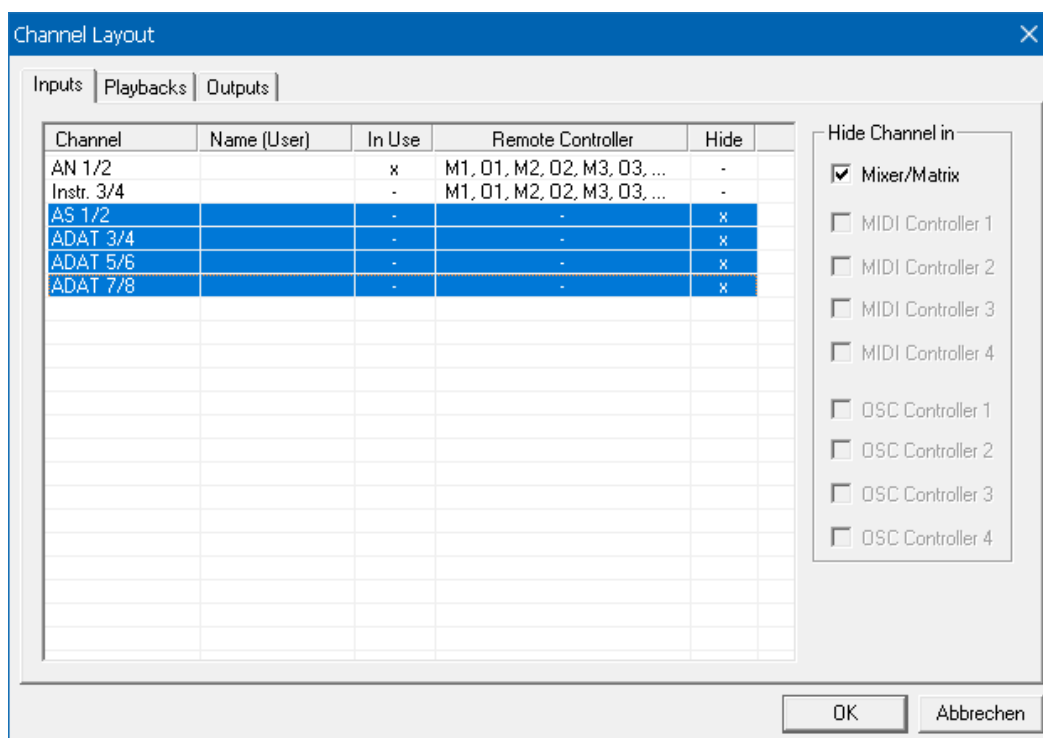 Channel Layout
Inputs Playbacks Outputs
Channel Name (User) In Use Remote Controller Hide
AN 1/2 x M1, O1, M2, O2, M3, O3, ... -
Instr. 3/4 - M1, O1, M2, O2, M3, O3, ... -
AS 1/2 - - x
ADAT 3/4 - - x
ADAT 5/6 - - x
ADAT 7/8 - - x
Hide Channel in
Mixer/Matrix
MIDI Controller 1
MIDI Controller 2
MIDI Controller 3
MIDI Controller 4
OSC Controller 1
OSC Controller 2
OSC Controller 3
OSC Controller 4
OK Abbrechen